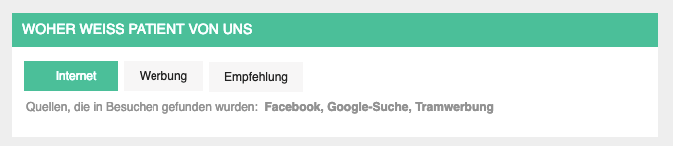 WOHER WEISS PATIENT VON UNS
Internet Werbung Empfehlung
Quellen, die in Besuchen gefunden wurden: Facebook, Google-Suche, Tramwerbung